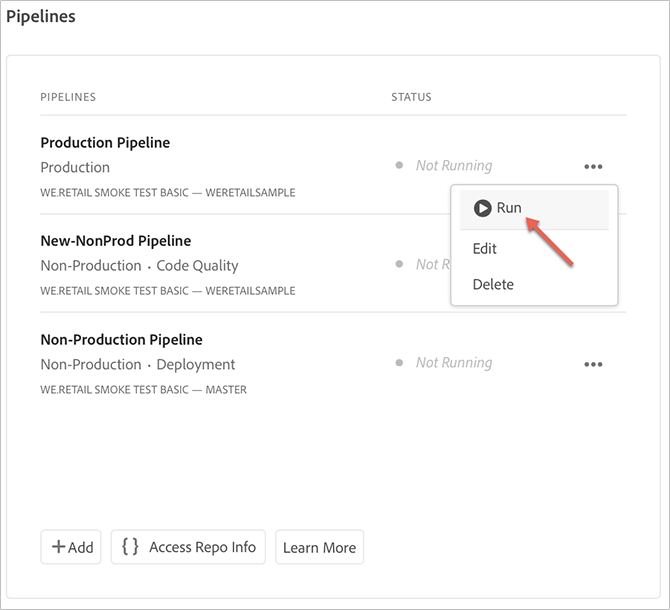 Pipelines
PIPELINES STATUS
Production Pipeline
Production Not Running
WE.RETAIL SMOKE TEST BASIC — WERETAILSAMPLE
Run
New-NonProd Pipeline
Edit
Non-Production · Code Quality Not R
Delete
WE.RETAIL SMOKE TEST BASIC — WERETAILSAMPLE
Non-Production Pipeline
Non-Production · Deployment Not Running
WE.RETAIL SMOKE TEST BASIC — MASTER
+ Add { } Access Repo Info Learn More